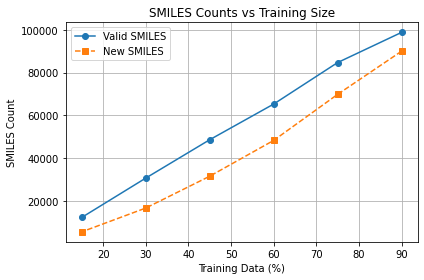 SMILES Counts vs Training Size
Valid SMILES
New SMILES
SMILES Count
100000
80000
60000
40000
20000
20 30 40 50 60 70 80 90
Training Data (%)